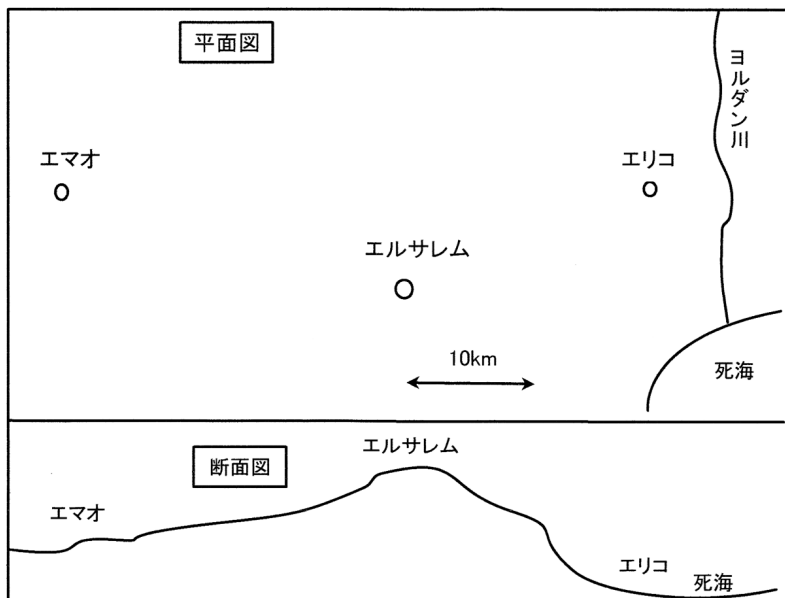 平面図
ヨルダン川
エマオ
エリコ
エルサレム
10km
死海
エルサレム
断面図
エマオ
エリコ
死海